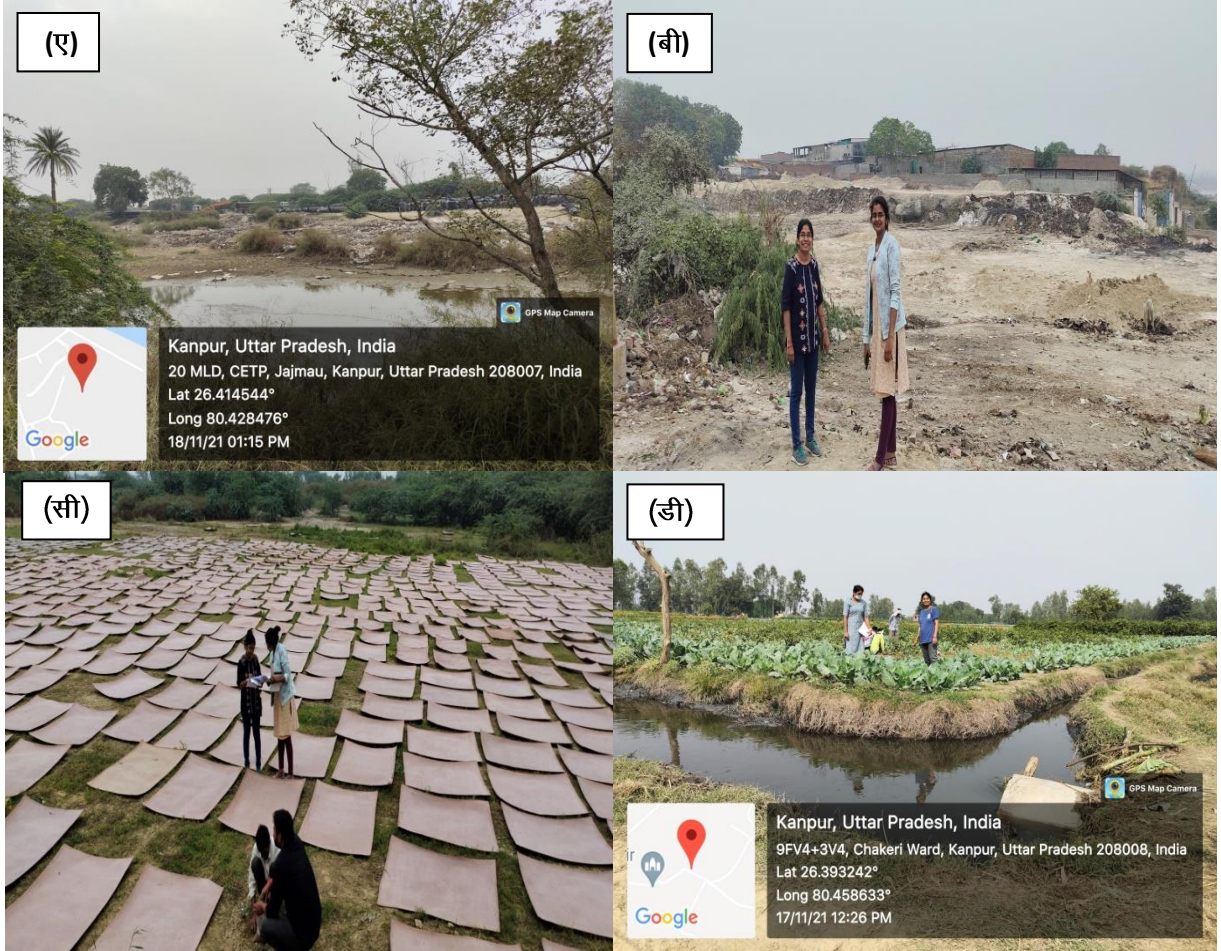 (ए)
GPS Map Camera
Kanpur, Uttar Pradesh, India
20 MLD, CETP, Jajmau, Kanpur, Uttar Pradesh 208007, India
Lat 26.414544°
Long 80.428476°
18/11/21 01:15 PM
Google
(बी)
(सी)
(डी)
GPS Map Camera
Kanpur, Uttar Pradesh, India
9FV4+3V4, Chakeri Ward, Kanpur, Uttar Pradesh 208008, India
Lat 26.393242°
Long 80.458633°
17/11/21 12:26 PM
Google